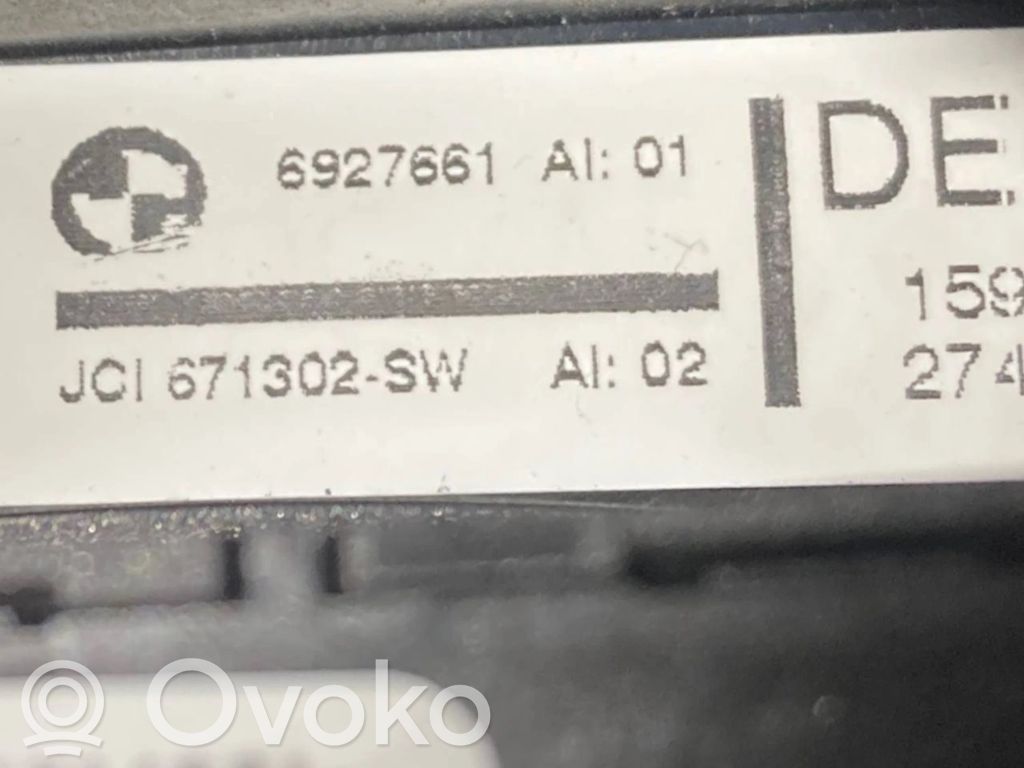 6927661 AI: 01
JCI 671302-SW AI: 02
DE
159
274
Ovoko